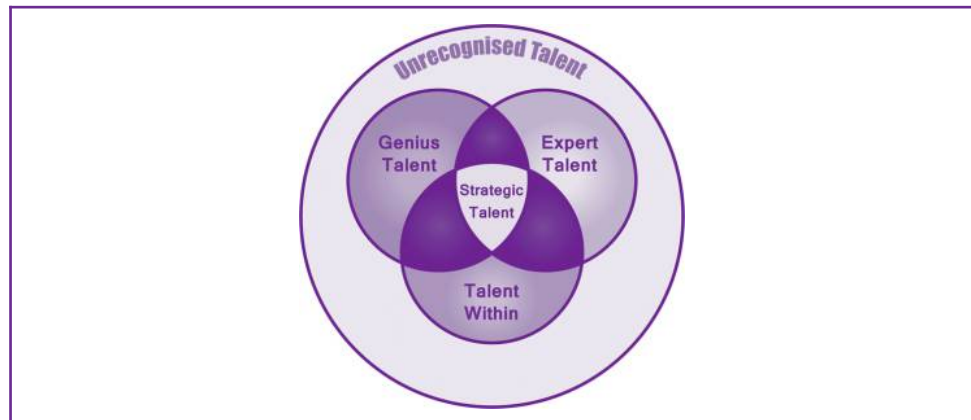 Unrecognised Talent
Genius
Talent
Expert
Talent
Strategic
Talent
Talent
Within